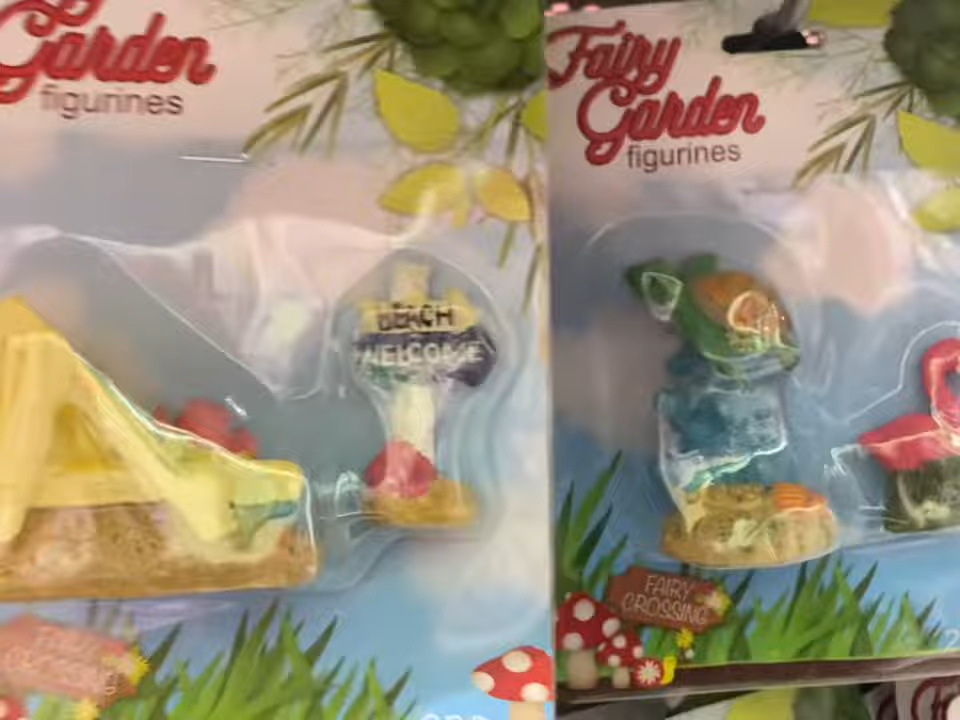 Garden
figurines
BEACH
WELCOME
Fairy
Garden
figurines
FAIRY
CROSSING